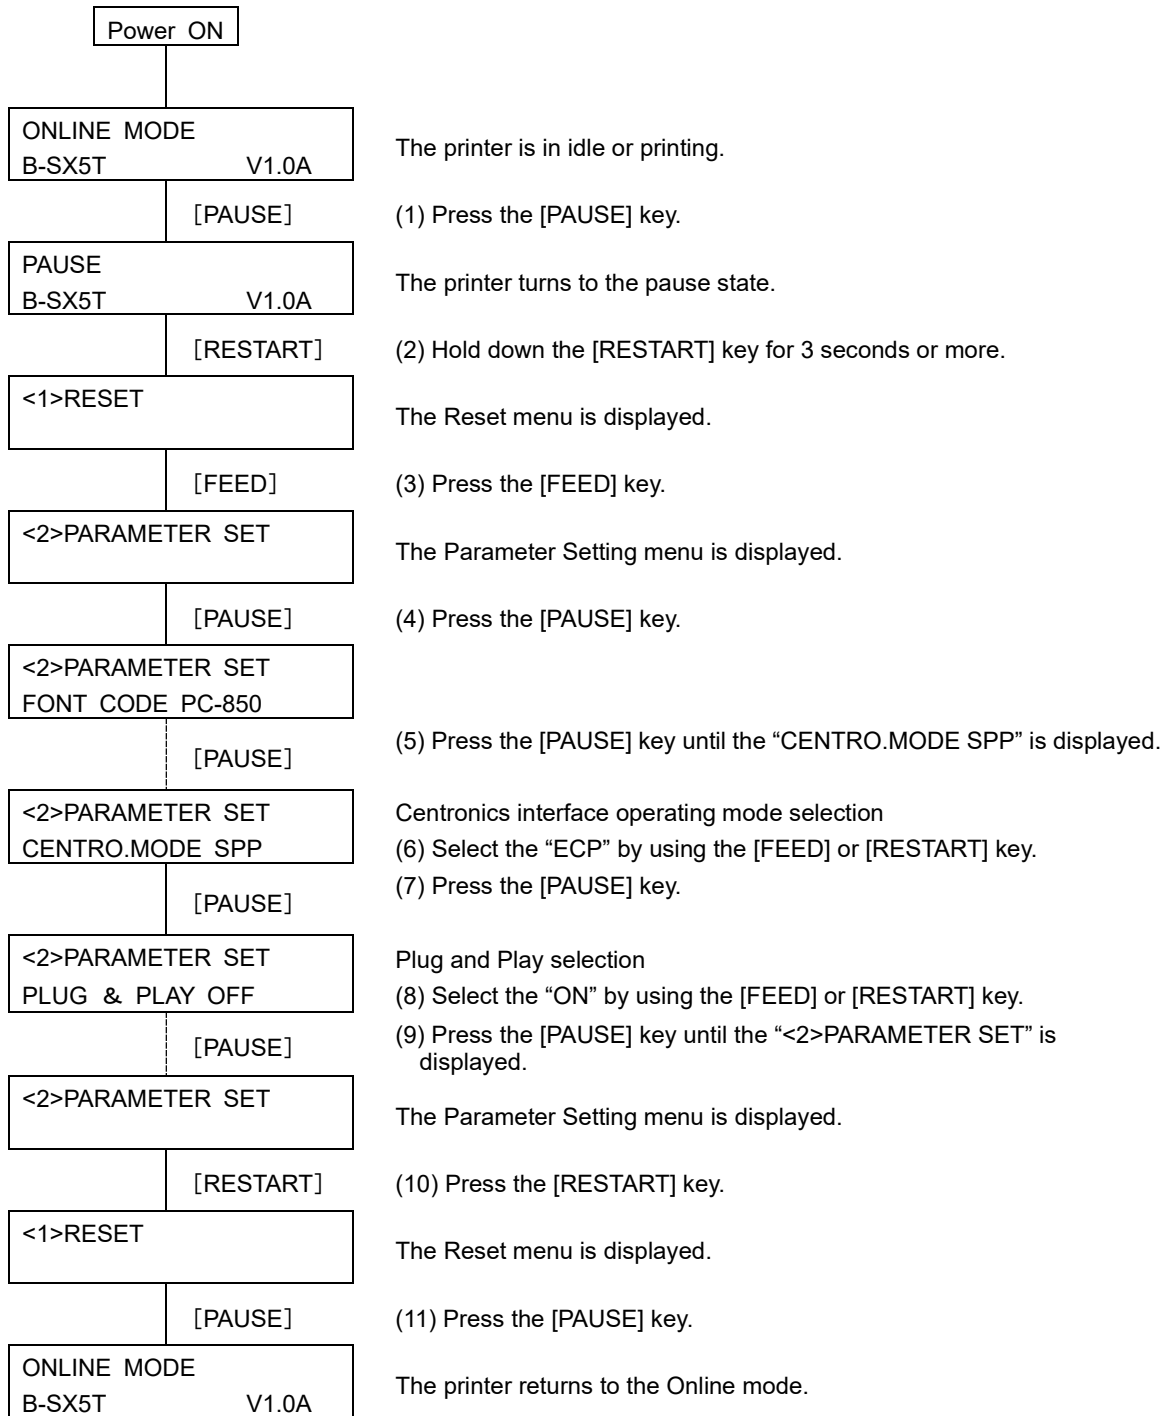 Power ON
ONLINE MODE
B-SX5T V1.0A
The printer is in idle or printing.
［PAUSE］
(1) Press the [PAUSE] key.
PAUSE
B-SX5T V1.0A
The printer turns to the pause state.
［RESTART］
(2) Hold down the [RESTART] key for 3 seconds or more.
<1>RESET
The Reset menu is displayed.
［FEED］
(3) Press the [FEED] key.
<2>PARAMETER SET
The Parameter Setting menu is displayed.
［PAUSE］
(4) Press the [PAUSE] key.
<2>PARAMETER SET
FONT CODE PC-850
［PAUSE］
(5) Press the [PAUSE] key until the “CENTRO.MODE SPP” is displayed.
<2>PARAMETER SET
CENTRO.MODE SPP
Centronics interface operating mode selection
(6) Select the “ECP” by using the [FEED] or [RESTART] key.
(7) Press the [PAUSE] key.
［PAUSE］
<2>PARAMETER SET
PLUG & PLAY OFF
Plug and Play selection
(8) Select the “ON” by using the [FEED] or [RESTART] key.
(9) Press the [PAUSE] key until the “<2>PARAMETER SET” is
displayed.
［PAUSE］
<2>PARAMETER SET
The Parameter Setting menu is displayed.
［RESTART］
(10) Press the [RESTART] key.
<1>RESET
The Reset menu is displayed.
［PAUSE］
(11) Press the [PAUSE] key.
ONLINE MODE
B-SX5T V1.0A
The printer returns to the Online mode.